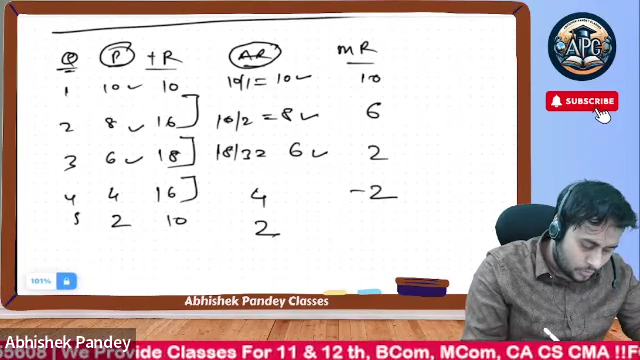 Q P TR AR MR
1 10 10 10/1 = 10 10
2 8 16 16/2 = 8 6
3 6 18 18/3 = 6 2
4 4 16 4 -2
5 2 10 2
APG
SUBSCRIBE
101%
Abhishek Pandey Classes
Abhishek Pandey
55608 | We Provide Classes For 11 & 12 th, BCom, MCom, CA CS CMA !!F